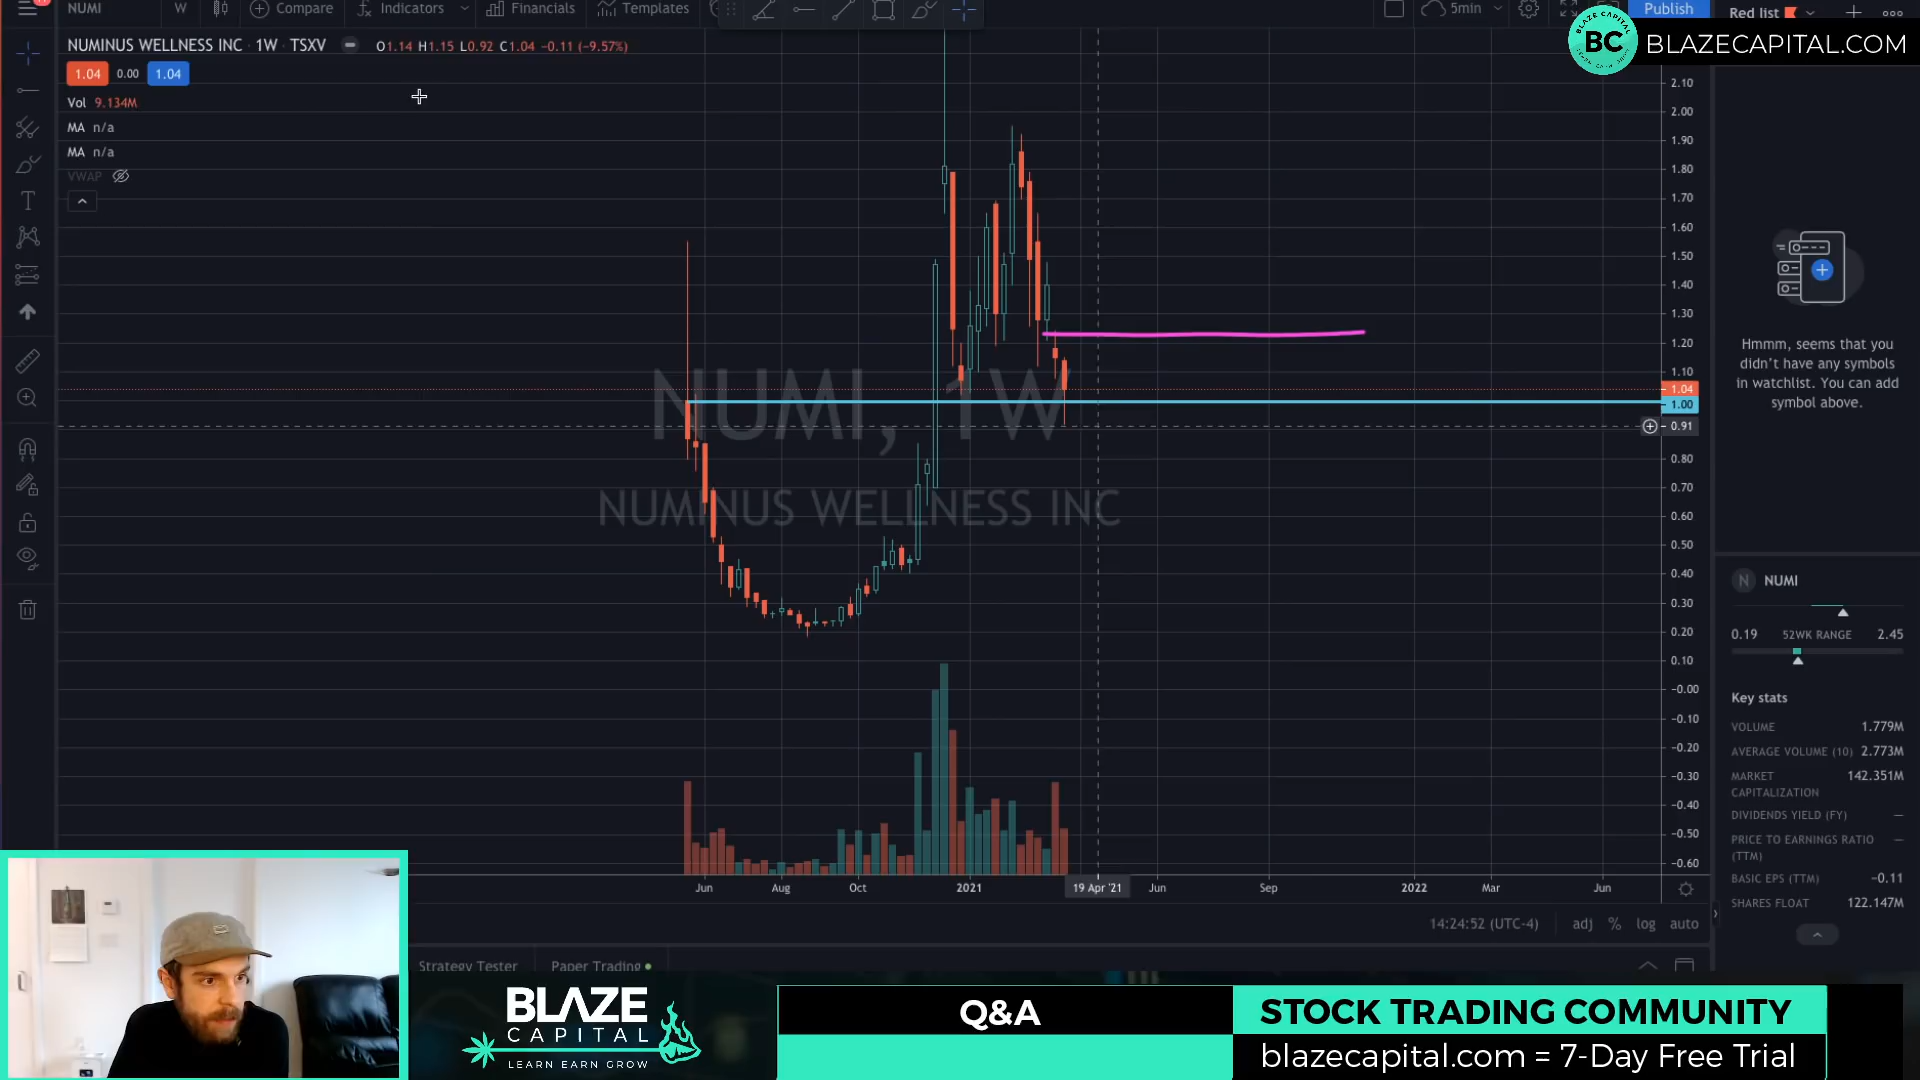 NUMI W Compare Indicators Financials Templates 5min Publish Red list
BC BLAZECAPITAL.COM
NUMINUS WELLNESS INC · 1W · TSXV O1.14 H1.15 L0.92 C1.04 −0.11 (−9.57%)
1.04 0.00 1.04
Vol 9.134M
MA n/a
MA n/a
VWAP
2.10
2.00
1.90
1.80
1.70
1.60
1.50
1.40
1.30
1.20
1.10
1.04
1.00
0.91
0.80
0.70
0.60
0.50
0.40
0.30
0.20
0.10
−0.00
−0.10
−0.20
−0.30
−0.40
−0.50
−0.60
NUMI, 1W
NUMINUS WELLNESS INC
Jun Aug Oct 2021 19 Apr '21 Jun Sep 2022 Mar Jun
14:24:52 (UTC-4) adj % log auto
Strategy Tester Paper Trading
Hmmm, seems that you
didn't have any symbols
in watchlist. You can add
symbol above.
N NUMI
0.19 52WK RANGE 2.45
Key stats
VOLUME 1.779M
AVERAGE VOLUME (10) 2.773M
MARKET CAPITALIZATION 142.351M
DIVIDENDS YIELD (FY) —
PRICE TO EARNINGS RATIO (TTM) —
BASIC EPS (TTM) −0.11
SHARES FLOAT 122.147M
BLAZE
CAPITAL
LEARN EARN GROW
Q&A
STOCK TRADING COMMUNITY
blazecapital.com = 7-Day Free Trial